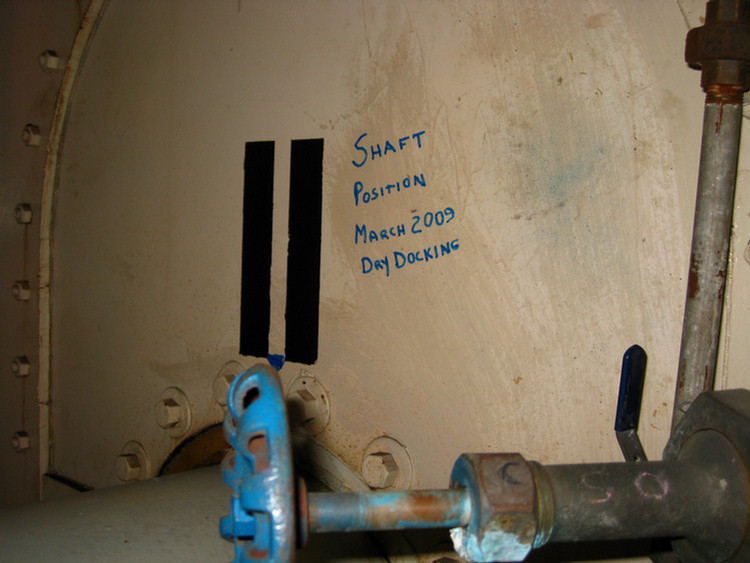 SHAFT
POSITION
MARCH 2009
DRY DOCKING